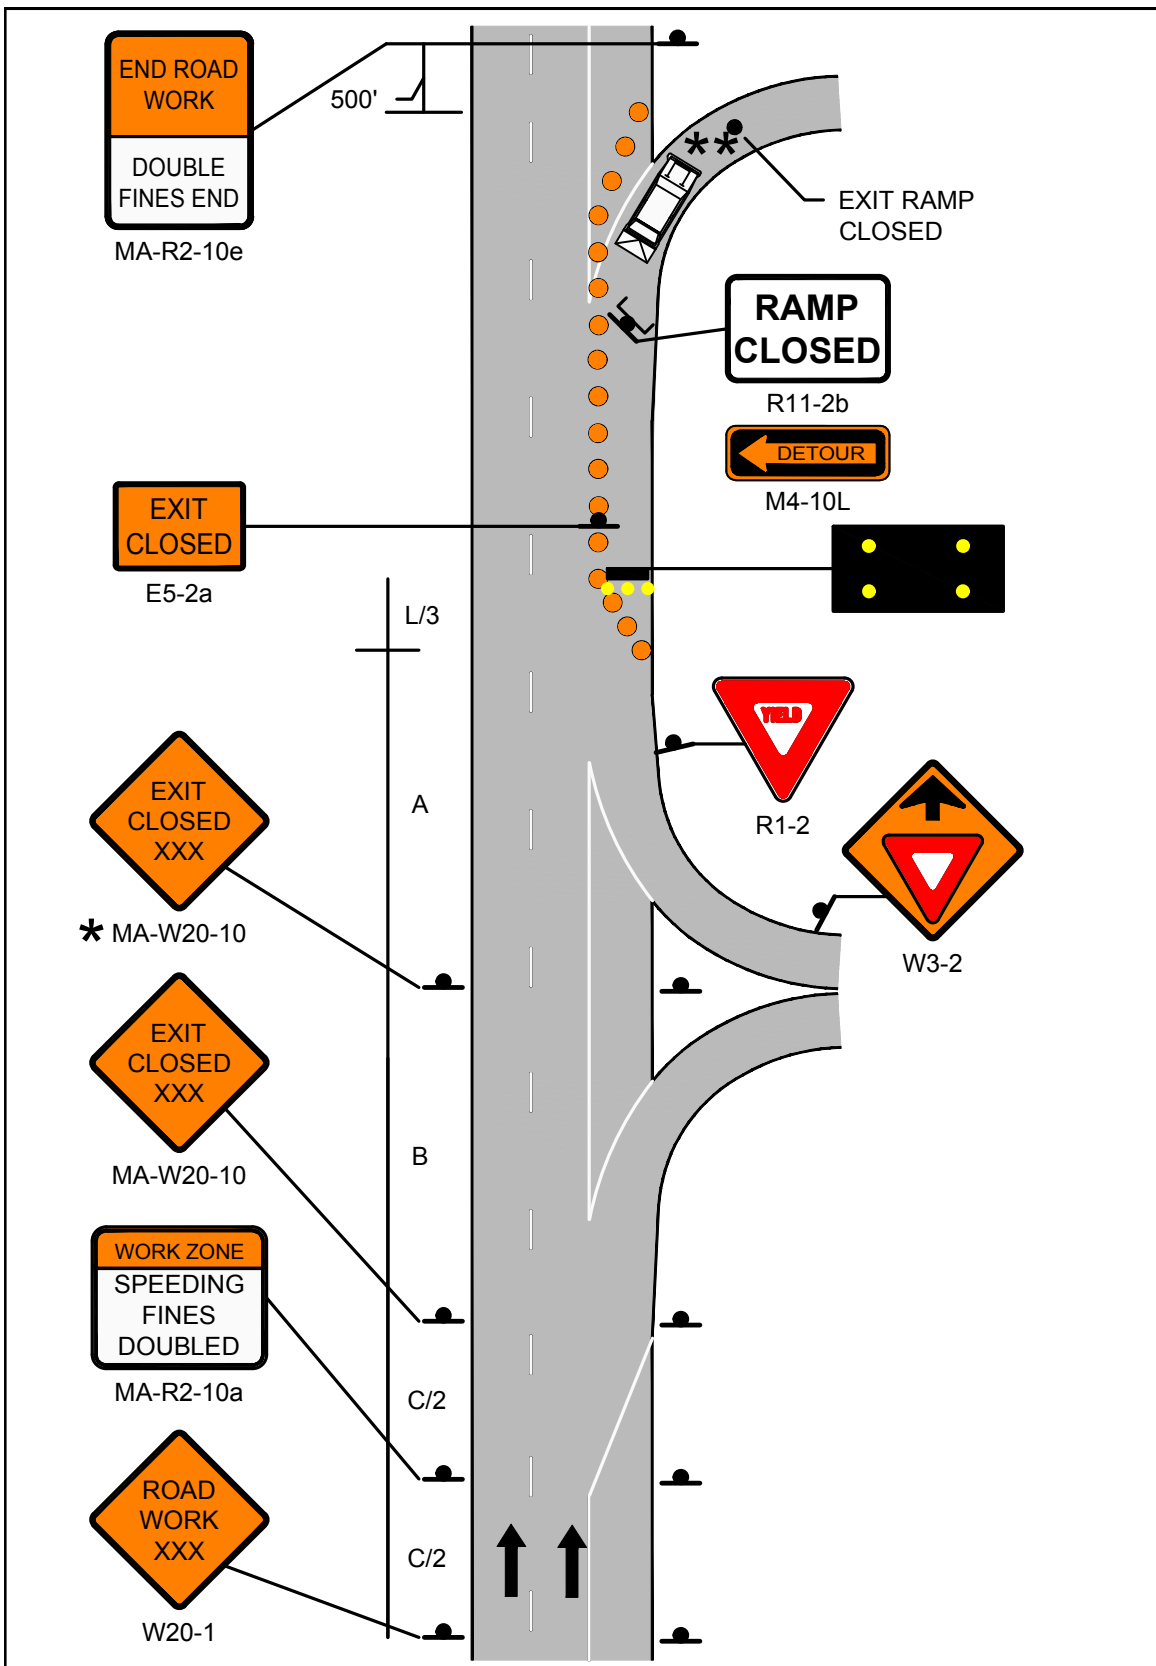 END ROAD
WORK
DOUBLE
FINES END
MA-R2-10e
500'
**
EXIT RAMP
CLOSED
RAMP
CLOSED
R11-2b
DETOUR
M4-10L
EXIT
CLOSED
E5-2a
L/3
YIELD
R1-2
A
EXIT
CLOSED
XXX
* MA-W20-10
W3-2
EXIT
CLOSED
XXX
MA-W20-10
B
WORK ZONE
SPEEDING
FINES
DOUBLED
MA-R2-10a
C/2
ROAD
WORK
XXX
W20-1
C/2